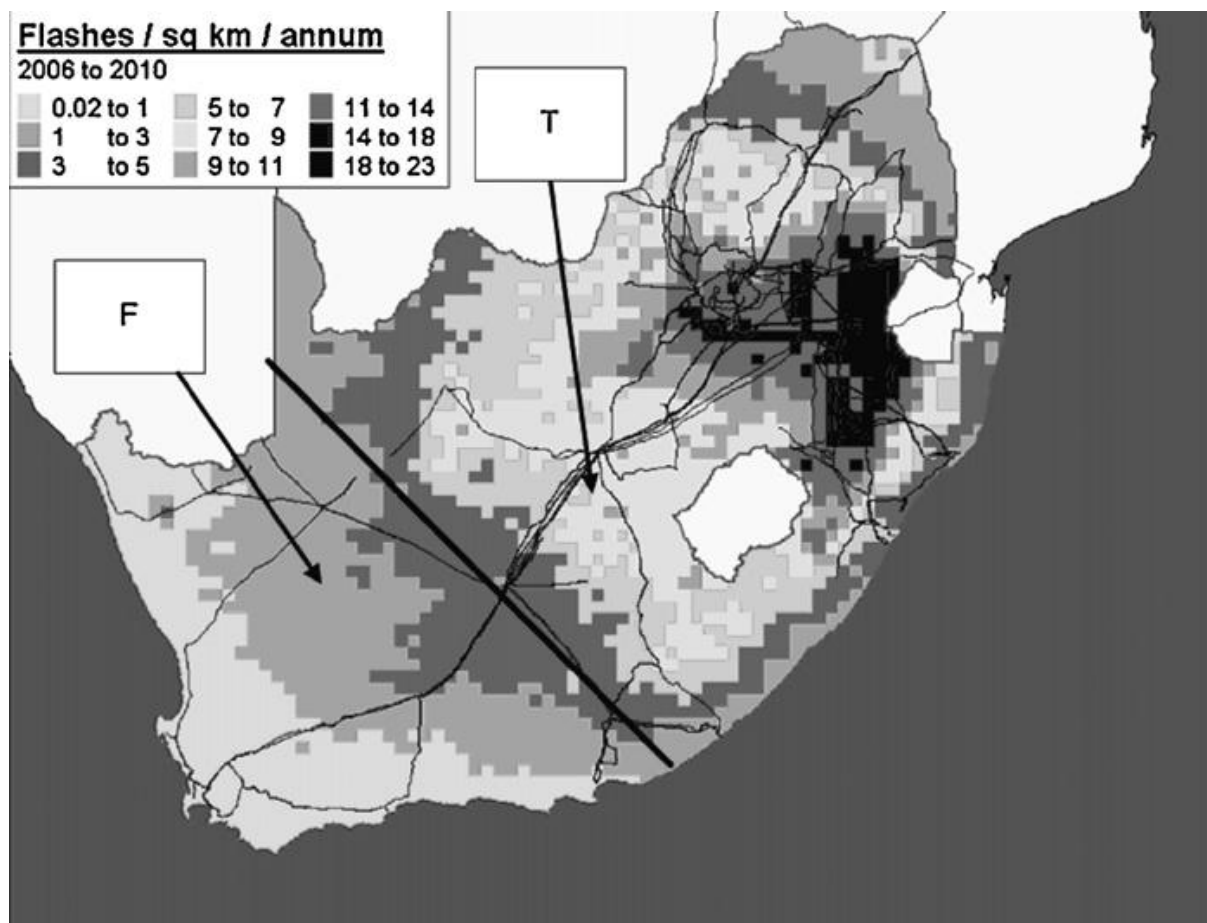 Flashes / sq km / annum
2006 to 2010
0.02 to 1 5 to 7 11 to 14
1 to 3 7 to 9 14 to 18
3 to 5 9 to 11 18 to 23
T
F